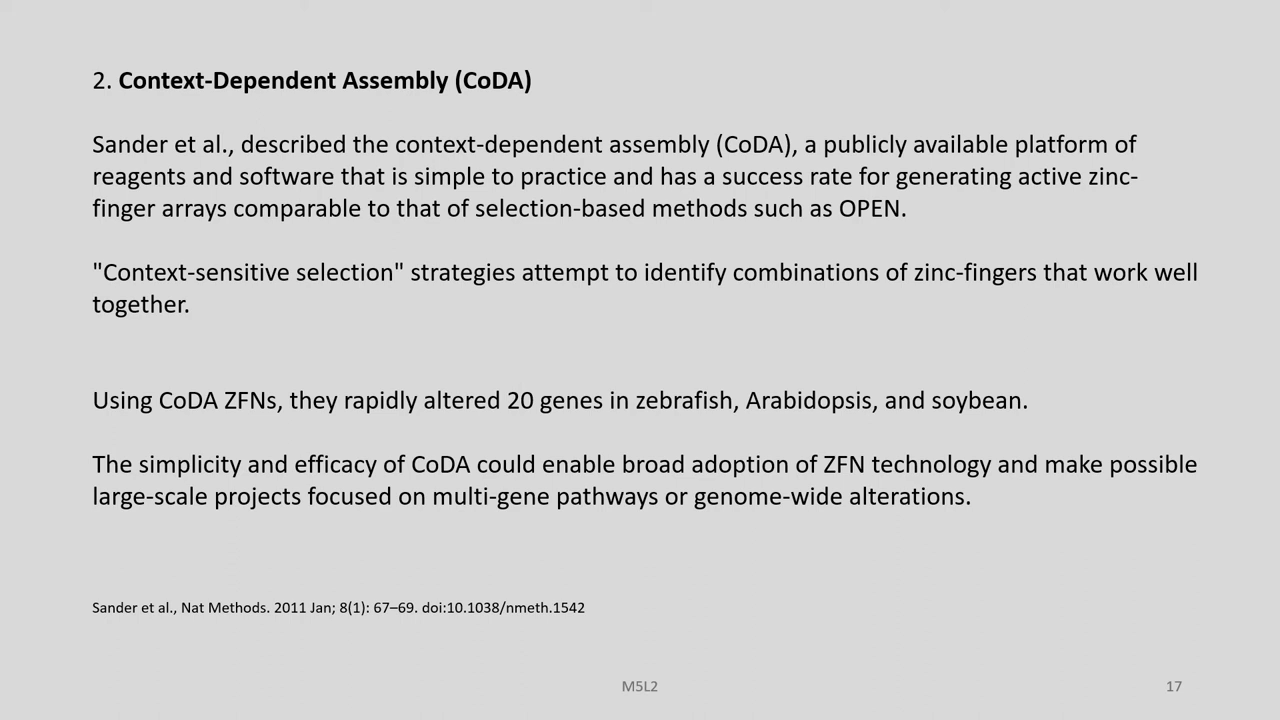 2. Context-Dependent Assembly (CoDA)
Sander et al., described the context-dependent assembly (CoDA), a publicly available platform of
reagents and software that is simple to practice and has a success rate for generating active zinc-
finger arrays comparable to that of selection-based methods such as OPEN.
"Context-sensitive selection" strategies attempt to identify combinations of zinc-fingers that work well
together.
Using CoDA ZFNs, they rapidly altered 20 genes in zebrafish, Arabidopsis, and soybean.
The simplicity and efficacy of CoDA could enable broad adoption of ZFN technology and make possible
large-scale projects focused on multi-gene pathways or genome-wide alterations.
Sander et al., Nat Methods. 2011 Jan; 8(1): 67–69. doi:10.1038/nmeth.1542
M5L2
17